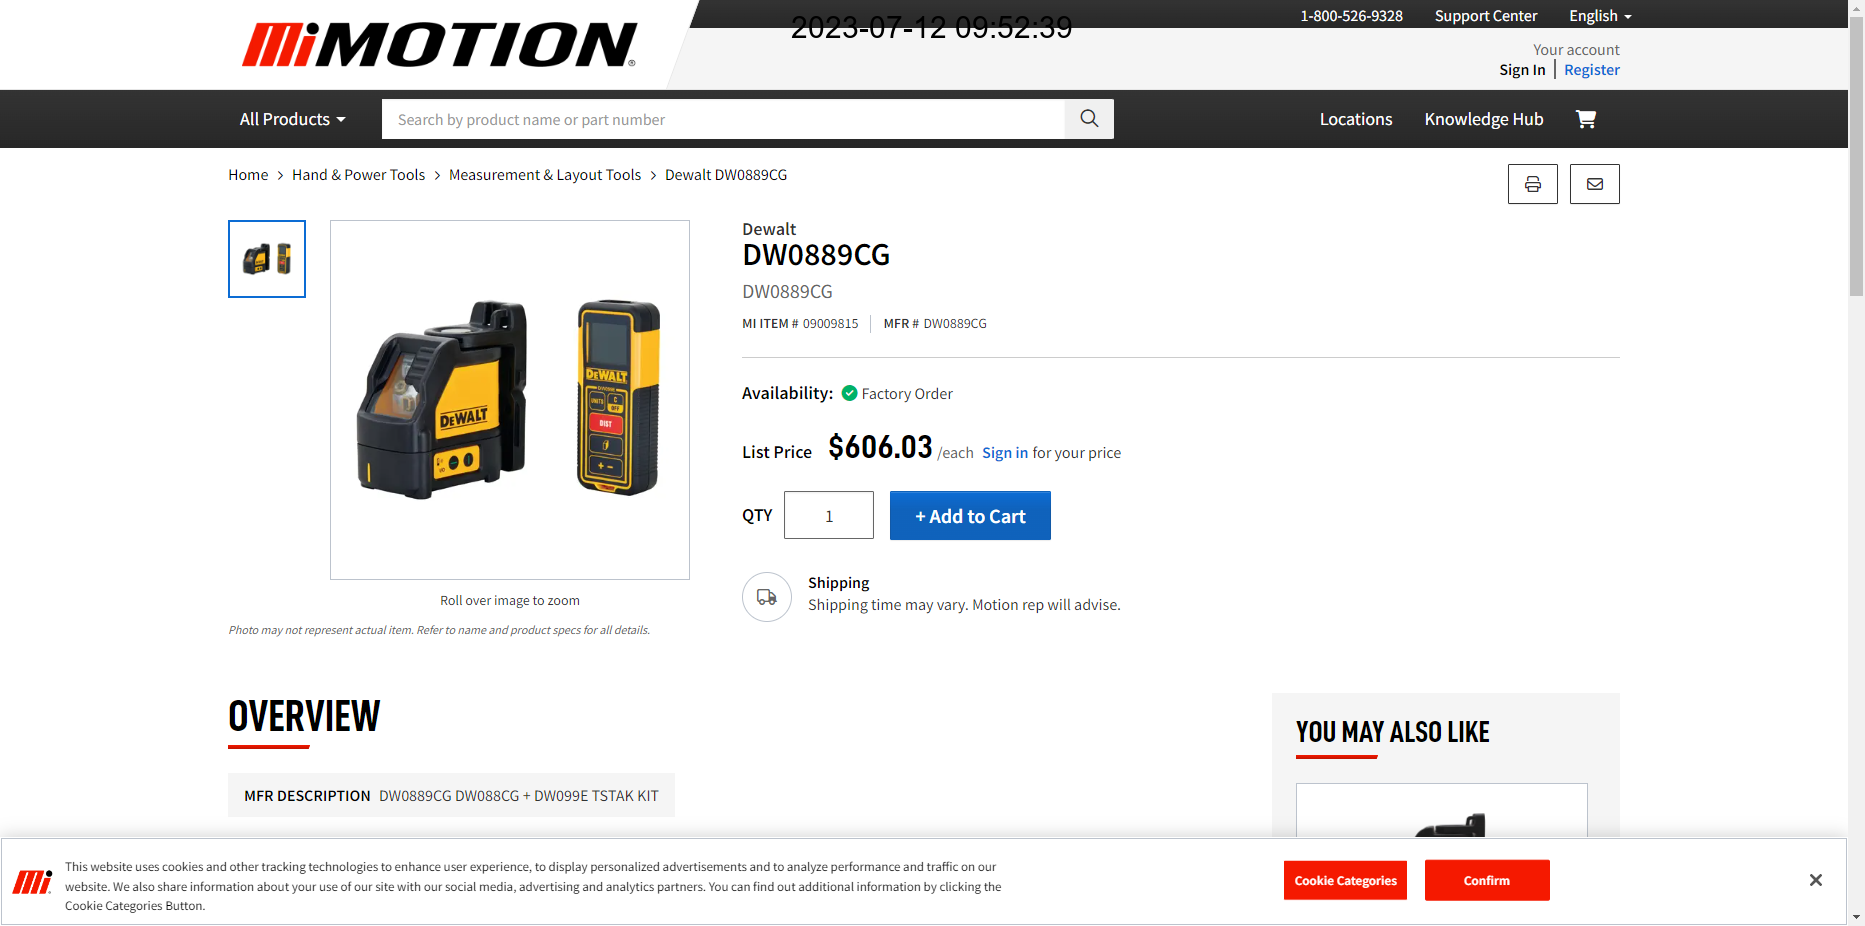 MiMOTION®
2023-07-12 09:52:39
1-800-526-9328 Support Center English
Your account
Sign In Register
All Products
Search by product name or part number
Locations Knowledge Hub
Home > Hand & Power Tools > Measurement & Layout Tools > Dewalt DW0889CG
Dewalt
DW0889CG
DW0889CG
MI ITEM # 09009815 MFR # DW0889CG
DEWALT
DEWALT
UNITS
C
OFF
DIST
+ −
Availability: Factory Order
List Price $606.03 /each Sign in for your price
QTY 1 + Add to Cart
Shipping
Shipping time may vary. Motion rep will advise.
Roll over image to zoom
Photo may not represent actual item. Refer to name and product specs for all details.
OVERVIEW
YOU MAY ALSO LIKE
MFR DESCRIPTION DW0889CG DW088CG + DW099E TSTAK KIT
This website uses cookies and other tracking technologies to enhance user experience, to display personalized advertisements and to analyze performance and traffic on our
website. We also share information about your use of our site with our social media, advertising and analytics partners. You can find out additional information by clicking the
Cookie Categories Button.
Cookie Categories Confirm